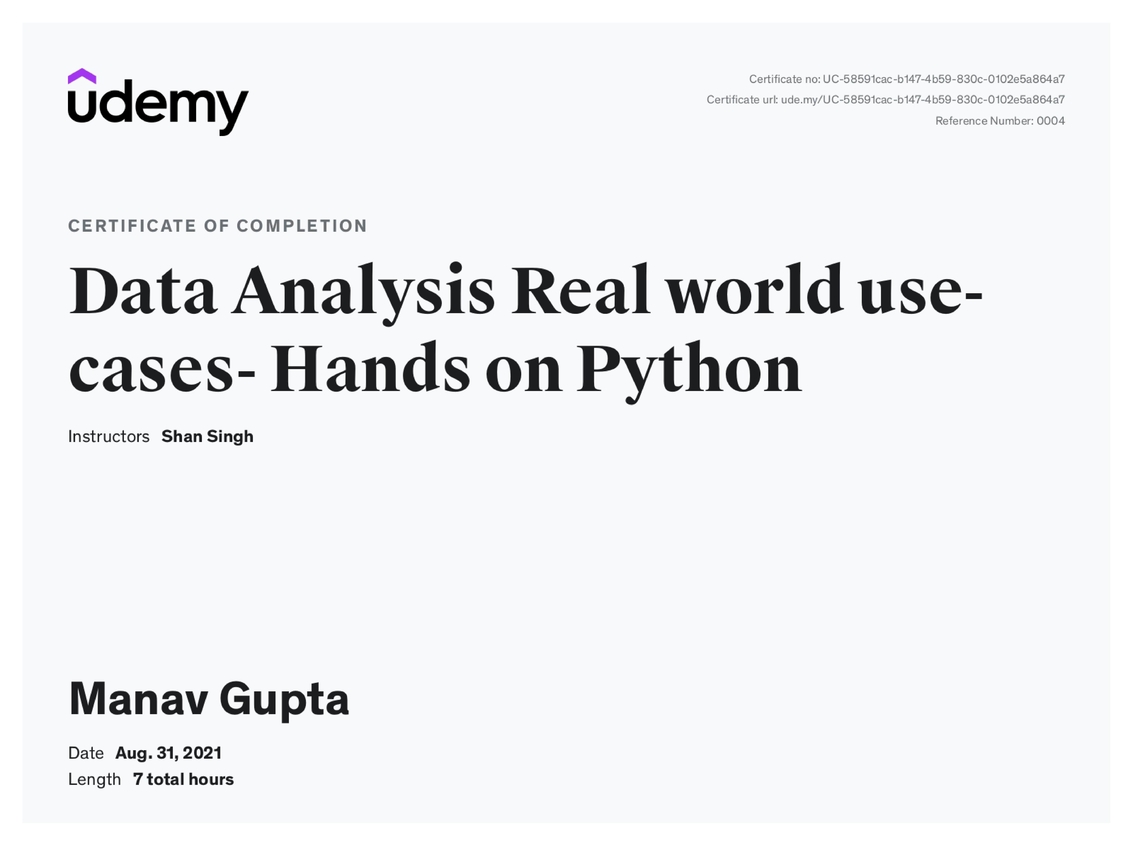 udemy
Certificate no: UC-58591cac-b147-4b59-830c-0102e5a864a7
Certificate url: ude.my/UC-58591cac-b147-4b59-830c-0102e5a864a7
Reference Number: 0004
CERTIFICATE OF COMPLETION
Data Analysis Real world use-
cases- Hands on Python
Instructors Shan Singh
Manav Gupta
Date Aug. 31, 2021
Length 7 total hours